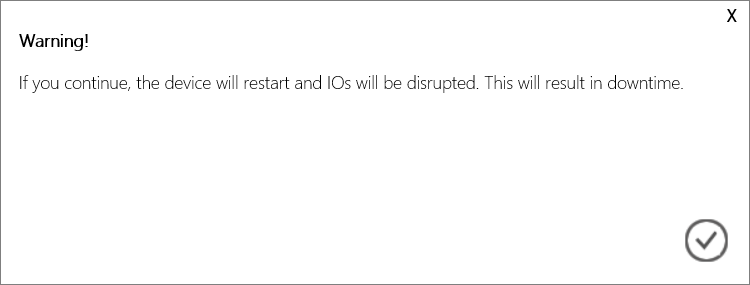 X
Warning!
If you continue, the device will restart and IOs will be disrupted. This will result in downtime.